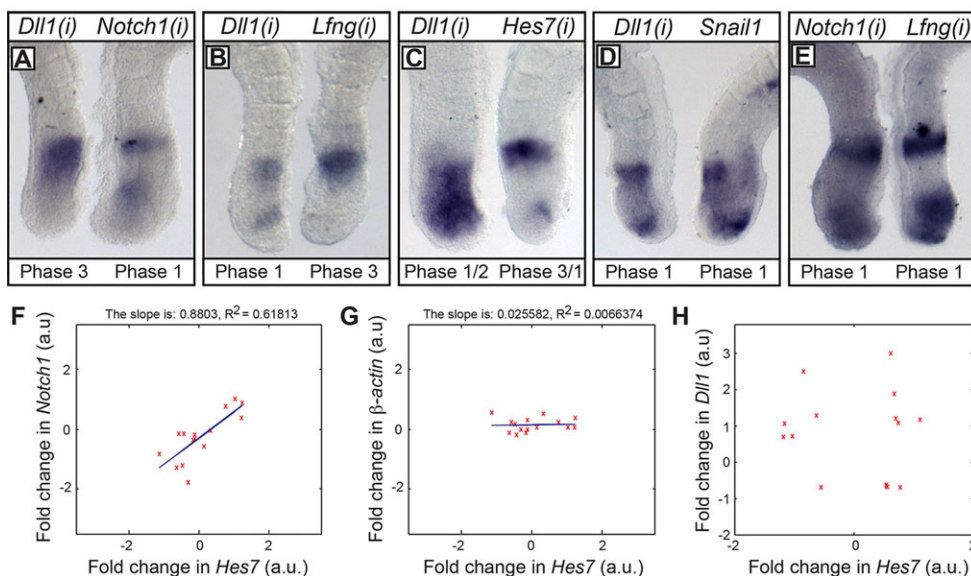 Dll1(i) Notch1(i)
A
Phase 3 Phase 1
Dll1(i) Lfng(i)
B
Phase 1 Phase 3
Dll1(i) Hes7(i)
C
Phase 1/2 Phase 3/1
Dll1(i) Snail1
D
Phase 1 Phase 1
Notch1(i) Lfng(i)
E
Phase 1 Phase 1
F
The slope is: 0.8803, R² = 0.61813
Fold change in Notch1 (a.u)
2
0
-2
-2 0 2
Fold change in Hes7 (a.u.)
G
The slope is: 0.025582, R² = 0.0066374
Fold change in β-actin (a.u)
2
0
-2
-2 0 2
Fold change in Hes7 (a.u.)
H
Fold change in Dll1 (a.u)
3
2
1
0
-1
-2
-2 0 2
Fold change in Hes7 (a.u.)